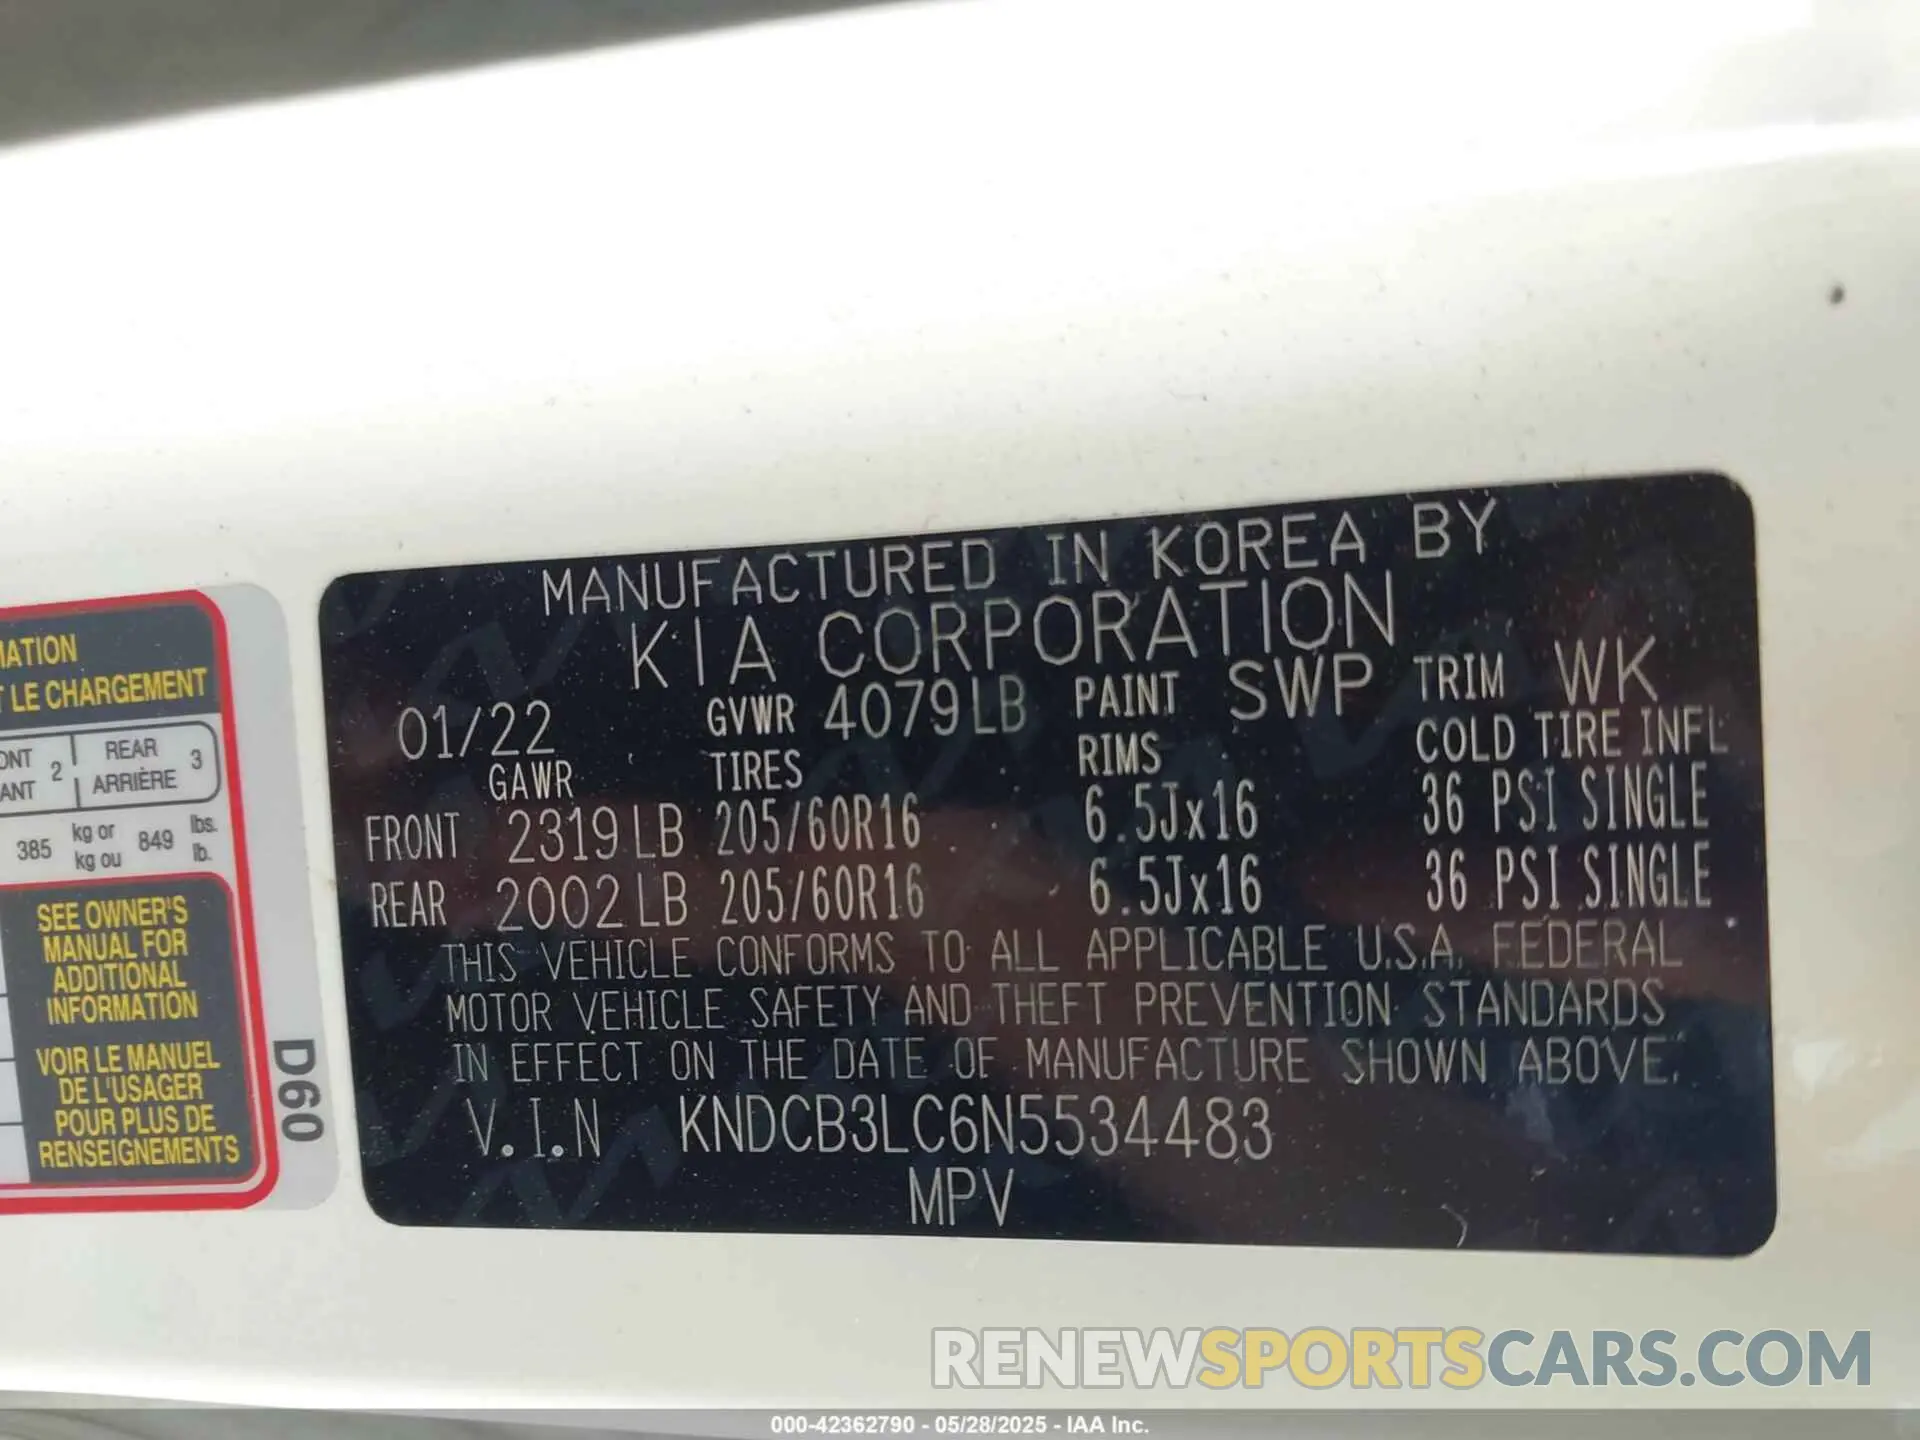 MATION
T LE CHARGEMENT
ONT
ANT 2
REAR
ARRIÈRE 3
385 kg or
kg ou 849 lbs.
lb.
SEE OWNER'S
MANUAL FOR
ADDITIONAL
INFORMATION
VOIR LE MANUEL
DE L'USAGER
POUR PLUS DE
RENSEIGNEMENTS
D60
MANUFACTURED IN KOREA BY
KIA CORPORATION
01/22 GVWR 4079LB PAINT SWP TRIM WK
GAWR TIRES RIMS COLD TIRE INFL
FRONT 2319LB 205/60R16 6.5Jx16 36 PSI SINGLE
REAR 2002LB 205/60R16 6.5Jx16 36 PSI SINGLE
THIS VEHICLE CONFORMS TO ALL APPLICABLE U.S.A. FEDERAL
MOTOR VEHICLE SAFETY AND THEFT PREVENTION STANDARDS
IN EFFECT ON THE DATE OF MANUFACTURE SHOWN ABOVE.
V.I.N KNDCB3LC6N5534483
MPV
RENEWSPORTSCARS.COM
000-42362790 - 05/28/2025 - IAA Inc.